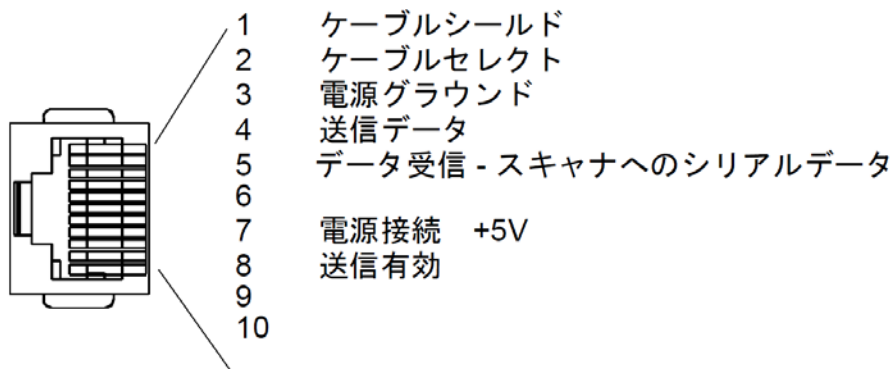 1 ケーブルシールド
2 ケーブルセレクト
3 電源グラウンド
4 送信データ
5 データ受信 - スキャナへのシリアルデータ
6
7 電源接続 +5V
8 送信有効
9
10